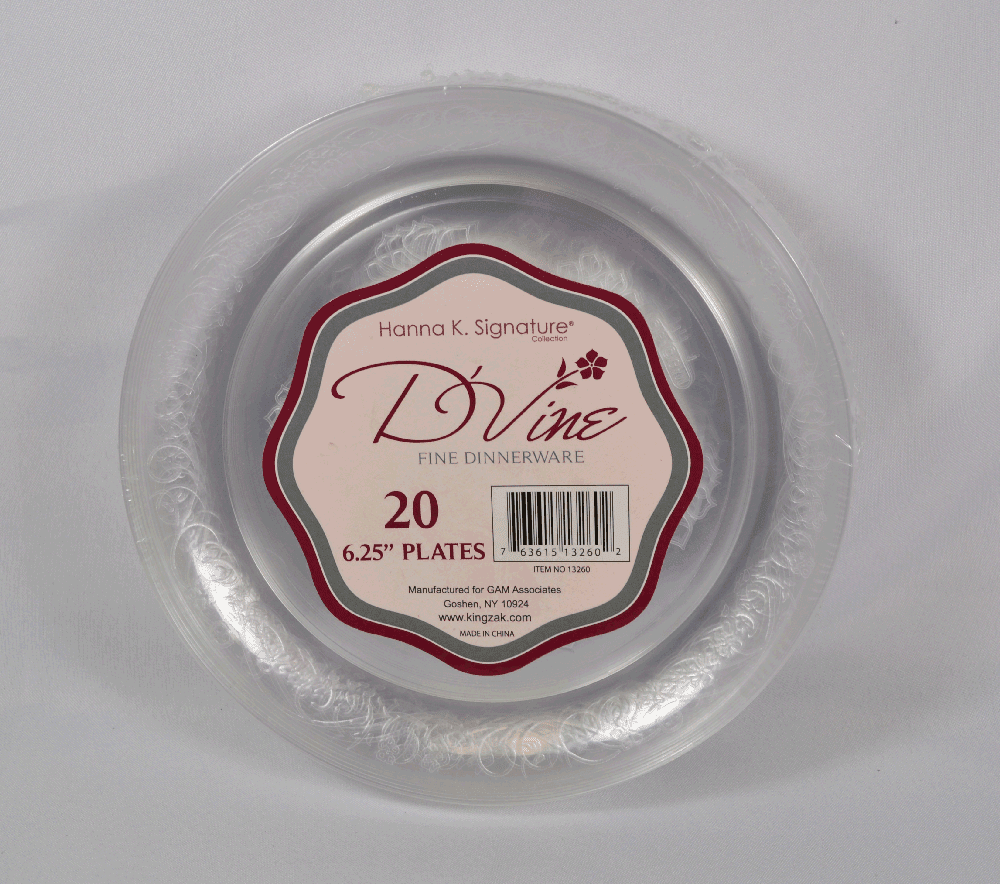 Hanna K. Signature®
Collection
D'Vine
FINE DINNERWARE
20
6.25” PLATES
7 63615 13260 2
ITEM NO 13260
Manufactured for GAM Associates
Goshen, NY 10924
www.kingzak.com
MADE IN CHINA